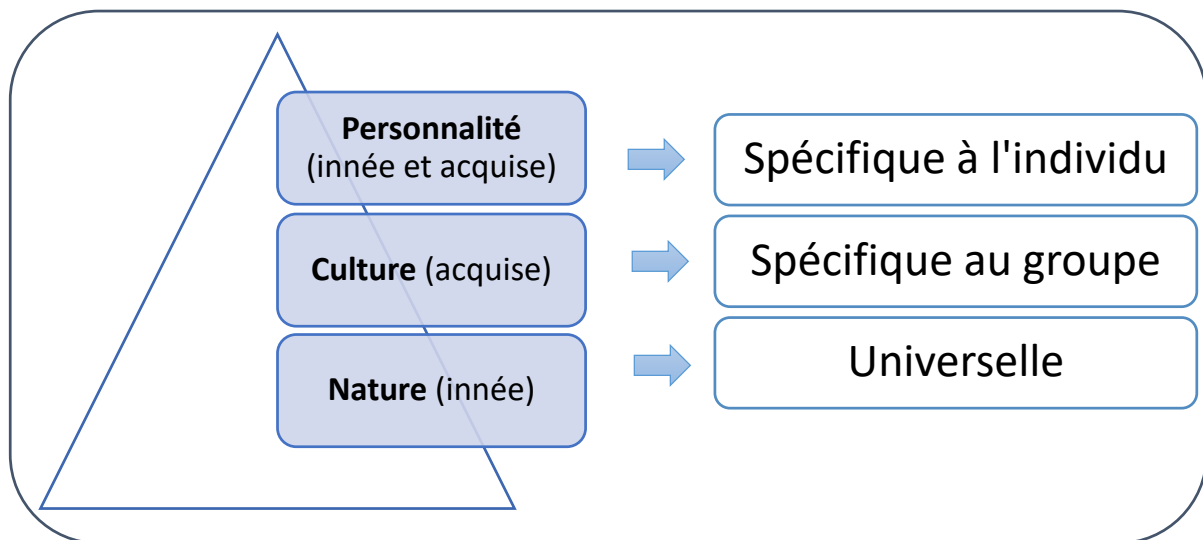 Personnalité
(innée et acquise)
Spécifique à l'individu
Culture (acquise)
Spécifique au groupe
Nature (innée)
Universelle